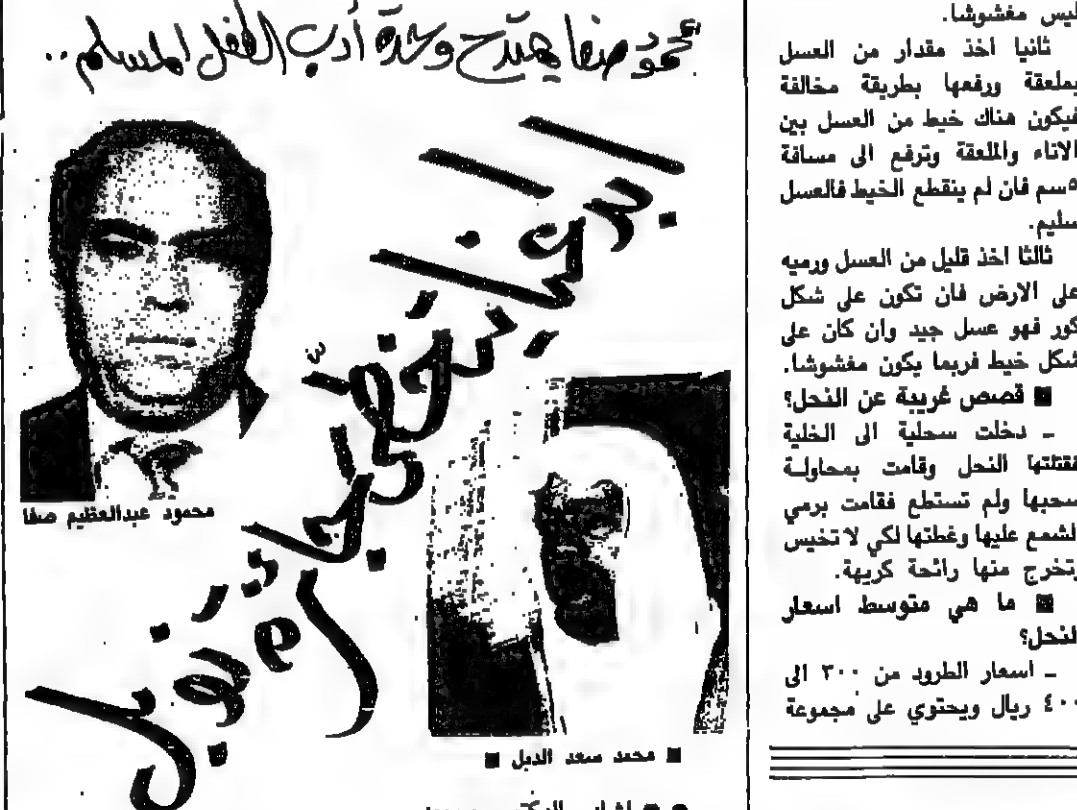 ليس مغشوشا.
ثانيا اخذ مقدار من العسل
بملعقة ورفعها بطريقة مخالفة
فيكون هناك خيط من العسل بين
الاناء والملعقة وترفع الى مسافة
٥سم فان لم ينقطع الخيط فالعسل
سليم.
ثالثا اخذ قليل من العسل ورميه
على الارض فان تكون على شكل
كور فهو عسل جيد وان كان على
شكل خيط فربما يكون مغشوشا.
■ قصص غريبة عن النحل؟
ـ دخلت سحلية الى الخلية
فقتلتها النحل وقامت بمحاولة
سحبها ولم تستطع فقامت برمي
الشمع عليها وغطتها لكي لا تخيس
وتخرج منها رائحة كريهة.
■ ما هي متوسط اسعار
النحل؟
ـ اسعار الطرود من ٣٠٠ الى
٤٠٠ ريال ويحتوي على مجموعة
محمود صفا يمتدح وحدة أدب الطفل المسلم ..
محمود عبدالعظيم صفا
■ محمد سعد الدبل ■